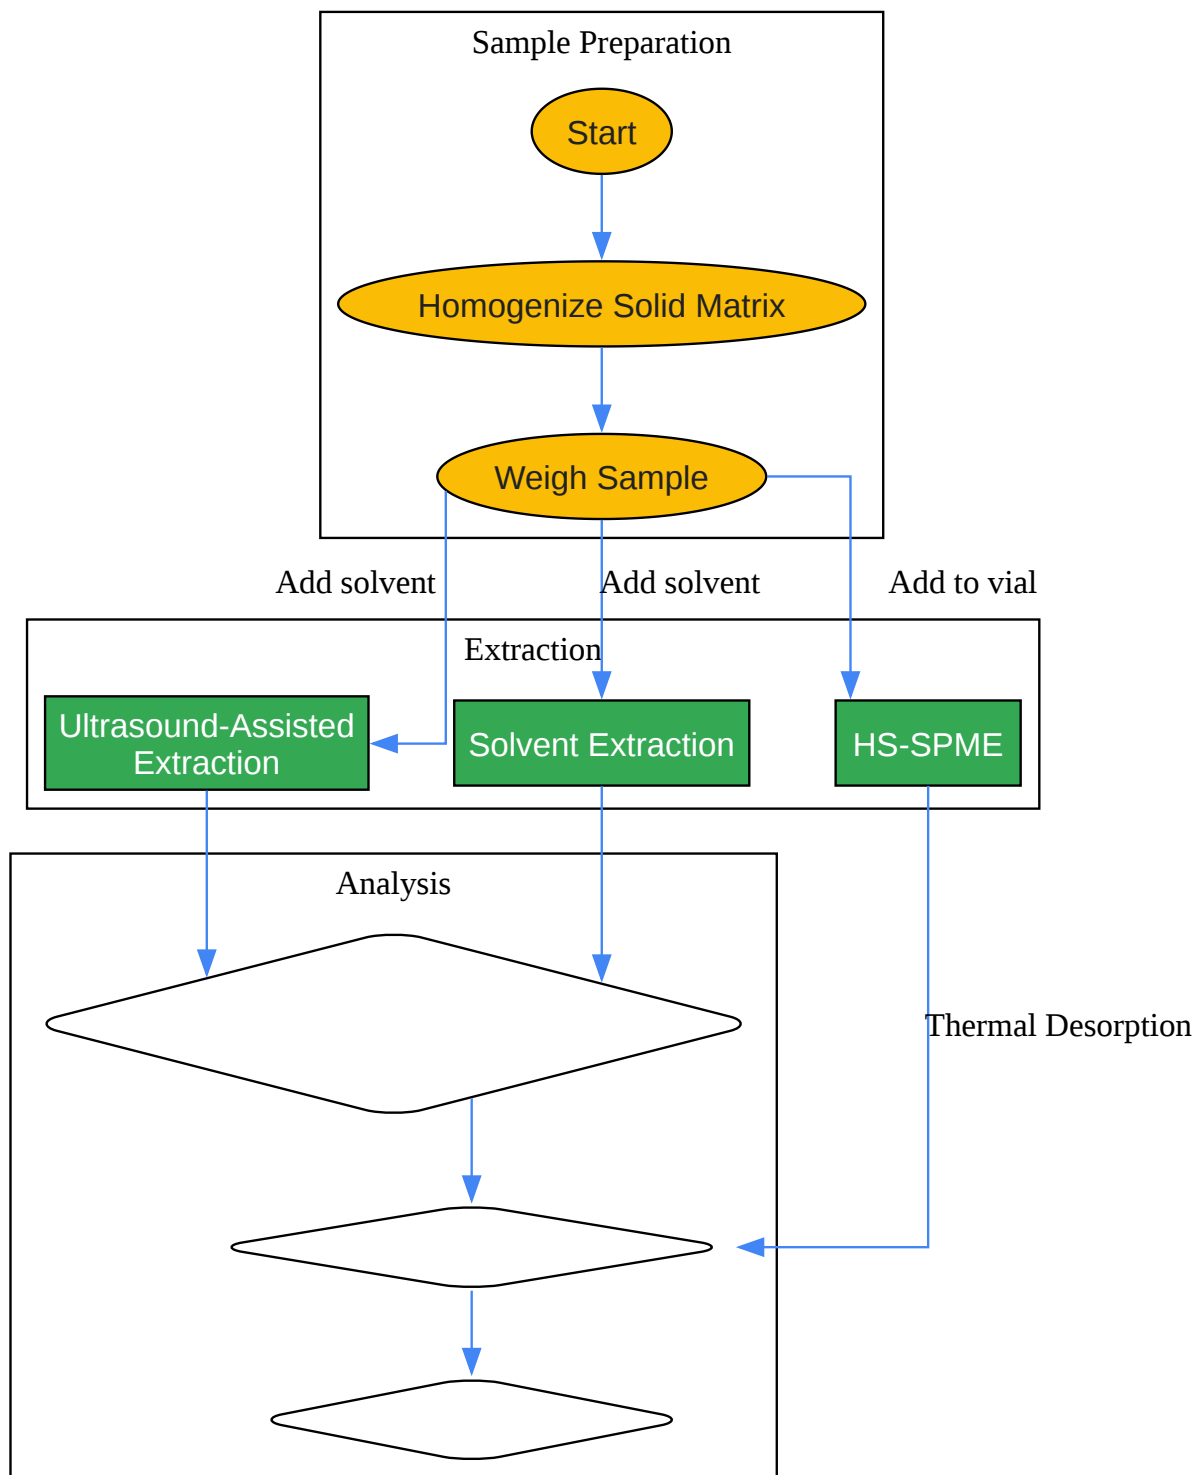 Sample Preparation
Start
Homogenize Solid Matrix
Weigh Sample
Add solvent
Add solvent
Add to vial
Extraction
Ultrasound-Assisted
Extraction
Solvent Extraction
HS-SPME
Analysis
Thermal Desorption